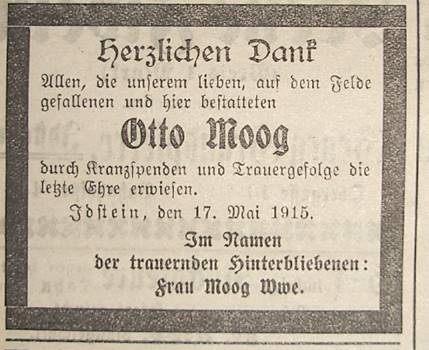 Herzlichen Dank
Allen, die unserem lieben, auf dem Felde
gefallenen und hier bestatteten
Otto Moog
durch Kranzspenden und Trauergefolge die
letzte Ehre erwiesen.
Idstein, den 17. Mai 1915.
Im Namen
der trauernden Hinterbliebenen:
Frau Moog Wwe.